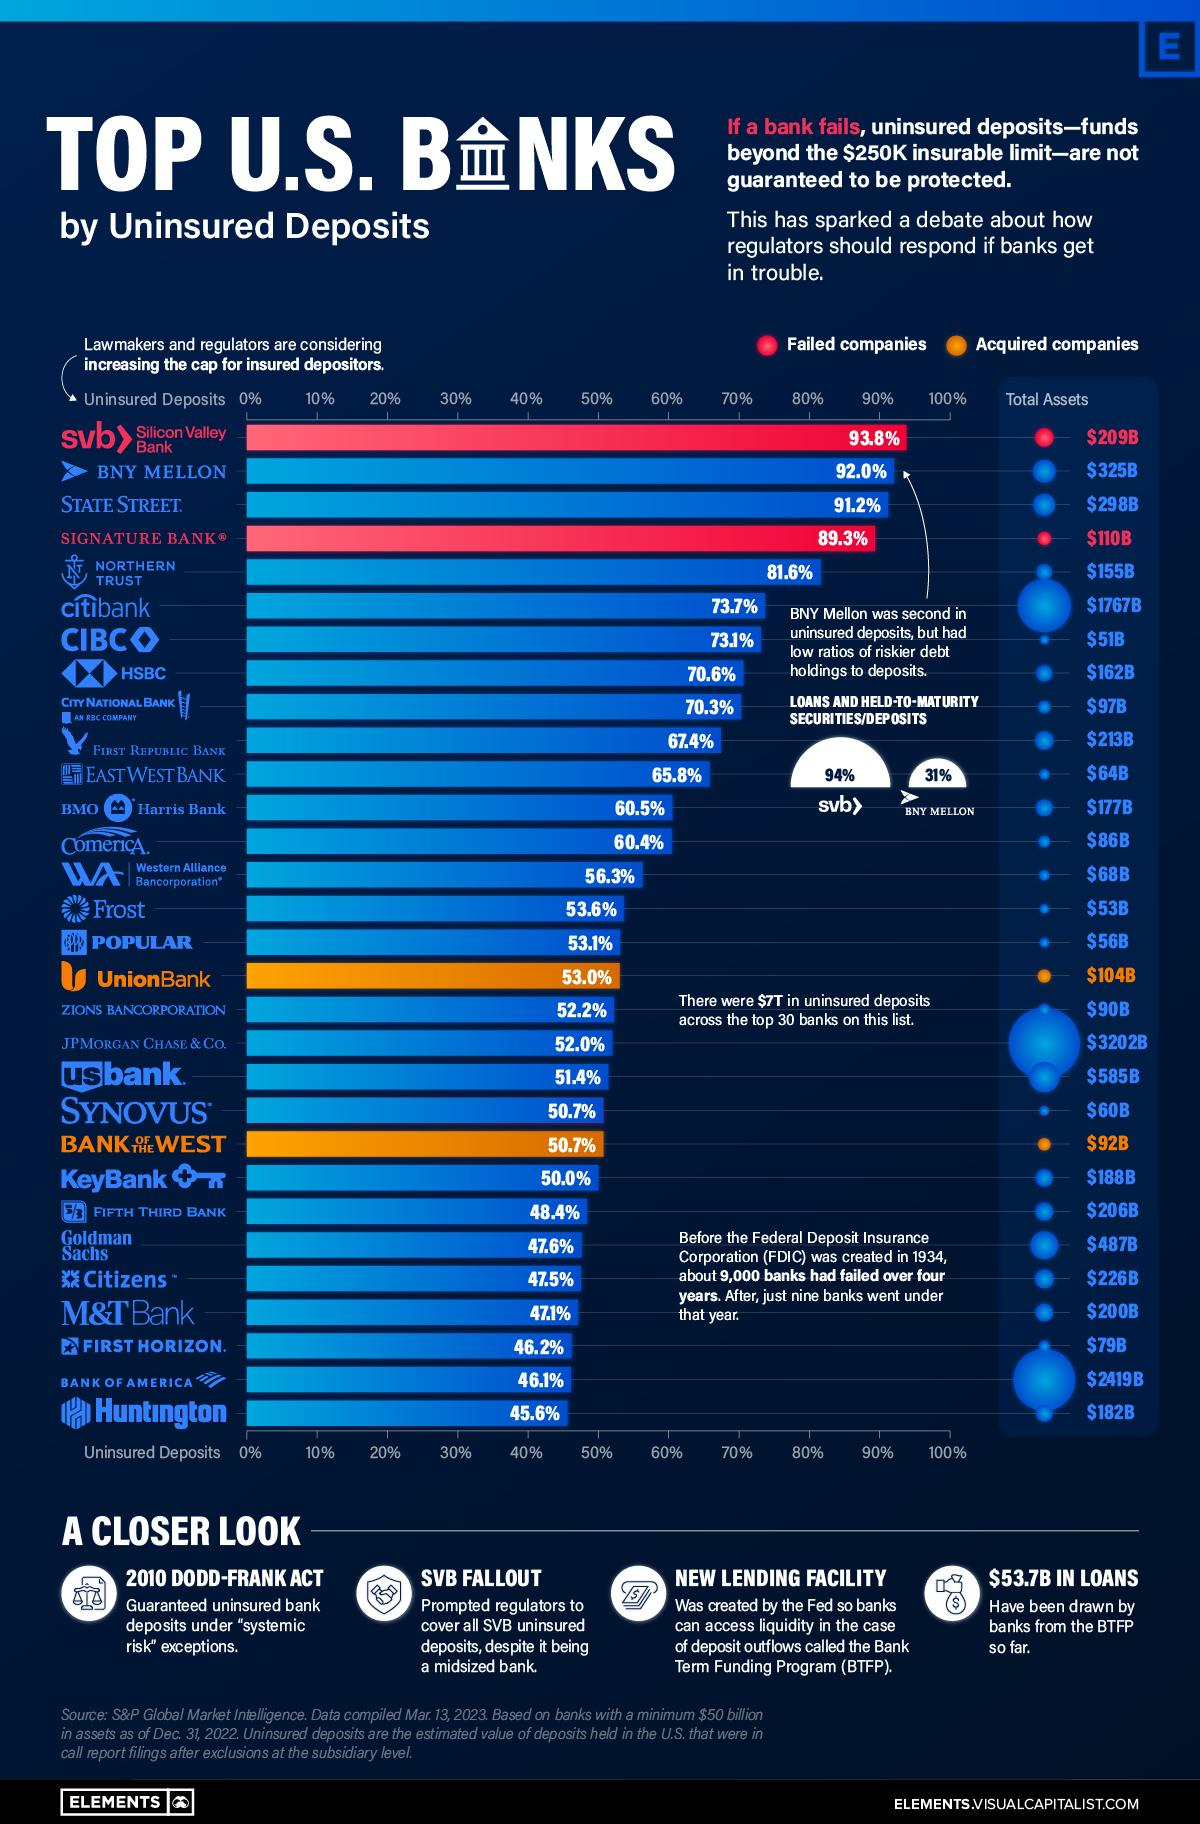 E
TOP U.S. BANKS
by Uninsured Deposits
If a bank fails, uninsured deposits—funds
beyond the $250K insurable limit—are not
guaranteed to be protected.
This has sparked a debate about how
regulators should respond if banks get
in trouble.
Lawmakers and regulators are considering
increasing the cap for insured depositors.
Failed companies
Acquired companies
Uninsured Deposits 0% 10% 20% 30% 40% 50% 60% 70% 80% 90% 100% Total Assets
svb Silicon Valley Bank 93.8% $209B
BNY MELLON 92.0% $325B
STATE STREET. 91.2% $298B
SIGNATURE BANK® 89.3% $110B
NORTHERN TRUST 81.6% $155B
citibank 73.7% $1767B
CIBC 73.1% $51B
HSBC 70.6% $162B
CITY NATIONAL BANK AN RBC COMPANY 70.3% $97B
FIRST REPUBLIC BANK 67.4% $213B
EASTWESTBANK 65.8% $64B
BMO Harris Bank 60.5% $177B
ComericA. 60.4% $86B
WA Western Alliance Bancorporation® 56.3% $68B
Frost 53.6% $53B
POPULAR 53.1% $56B
UnionBank 53.0% $104B
ZIONS BANCORPORATION 52.2% $90B
JPMORGAN CHASE & CO. 52.0% $3202B
usbank. 51.4% $585B
SYNOVUS 50.7% $60B
BANK OF THE WEST 50.7% $92B
KeyBank 50.0% $188B
FIFTH THIRD BANK 48.4% $206B
Goldman Sachs 47.6% $487B
Citizens™ 47.5% $226B
M&T Bank 47.1% $200B
FIRST HORIZON. 46.2% $79B
BANK OF AMERICA 46.1% $2419B
Huntington 45.6% $182B
Uninsured Deposits 0% 10% 20% 30% 40% 50% 60% 70% 80% 90% 100%
BNY Mellon was second in
uninsured deposits, but had
low ratios of riskier debt
holdings to deposits.
LOANS AND HELD-TO-MATURITY
SECURITIES/DEPOSITS
94% 31%
svb BNY MELLON
There were $7T in uninsured deposits
across the top 30 banks on this list.
Before the Federal Deposit Insurance
Corporation (FDIC) was created in 1934,
about 9,000 banks had failed over four
years. After, just nine banks went under
that year.
A CLOSER LOOK
2010 DODD-FRANK ACT
Guaranteed uninsured bank
deposits under “systemic
risk” exceptions.
SVB FALLOUT
Prompted regulators to
cover all SVB uninsured
deposits, despite it being
a midsized bank.
NEW LENDING FACILITY
Was created by the Fed so banks
can access liquidity in the case
of deposit outflows called the Bank
Term Funding Program (BTFP).
$53.7B IN LOANS
Have been drawn by
banks from the BTFP
so far.
Source: S&P Global Market Intelligence. Data compiled Mar. 13, 2023. Based on banks with a minimum $50 billion
in assets as of Dec. 31, 2022. Uninsured deposits are the estimated value of deposits held in the U.S. that were in
call report filings after exclusions at the subsidiary level.
ELEMENTS
ELEMENTS.VISUALCAPITALIST.COM